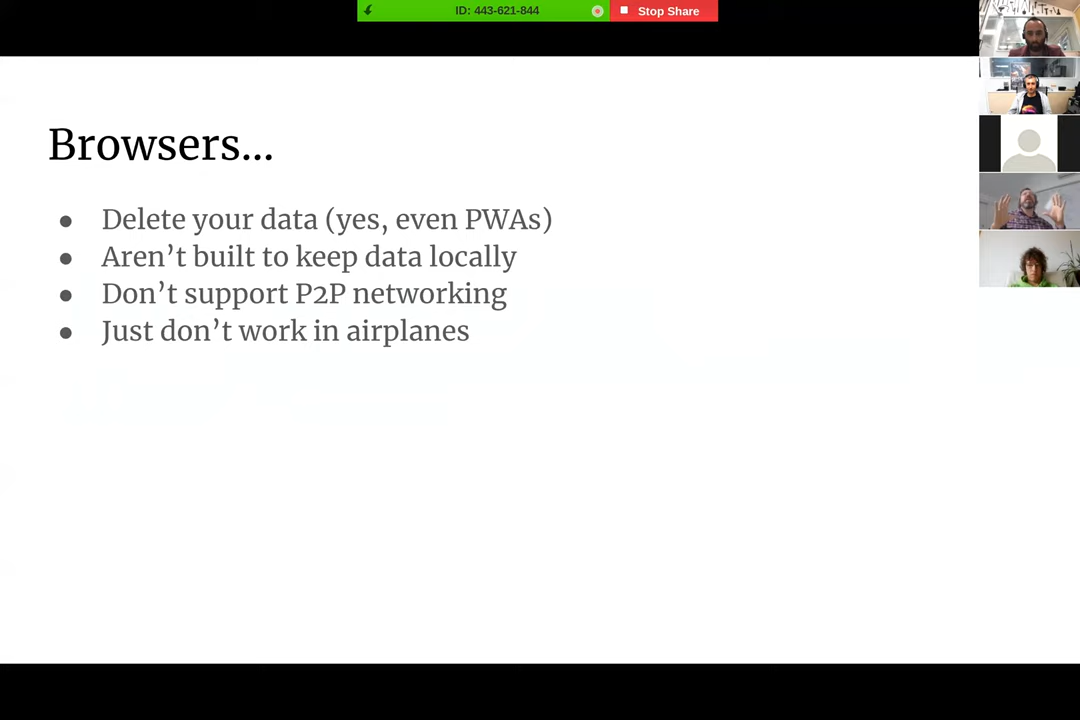 ID: 443-621-844
Stop Share
Browsers...
● Delete your data (yes, even PWAs)
● Aren’t built to keep data locally
● Don’t support P2P networking
● Just don’t work in airplanes